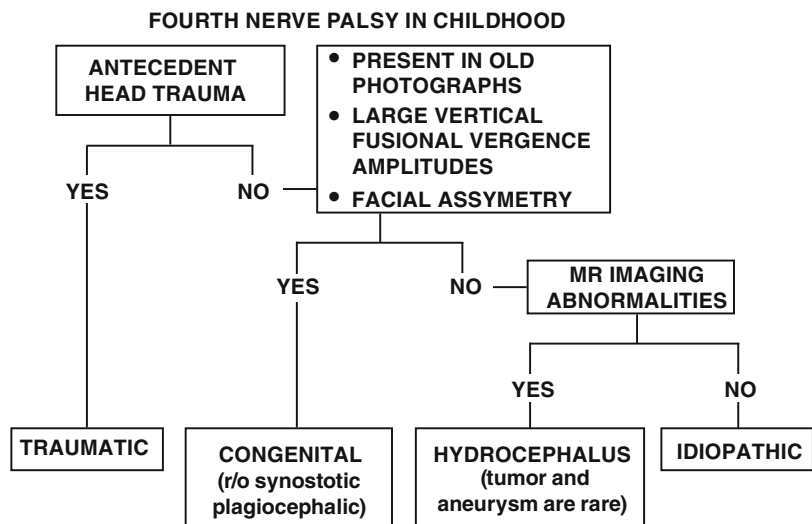 FOURTH NERVE PALSY IN CHILDHOOD
ANTECEDENT
HEAD TRAUMA
• PRESENT IN OLD
PHOTOGRAPHS
• LARGE VERTICAL
FUSIONAL VERGENCE
AMPLITUDES
• FACIAL ASSYMETRY
YES
NO
YES
NO
MR IMAGING
ABNORMALITIES
YES
NO
TRAUMATIC
CONGENITAL
(r/o synostotic
plagiocephalic)
HYDROCEPHALUS
(tumor and
aneurysm are rare)
IDIOPATHIC